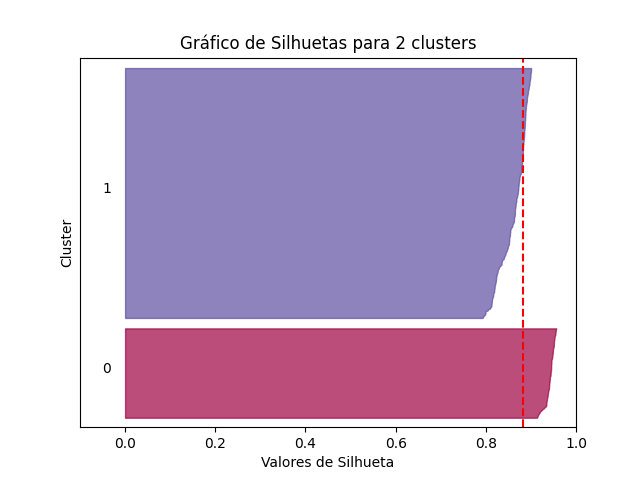 Gráfico de Silhuetas para 2 clusters
Cluster
1
0
0.0 0.2 0.4 0.6 0.8 1.0
Valores de Silhueta